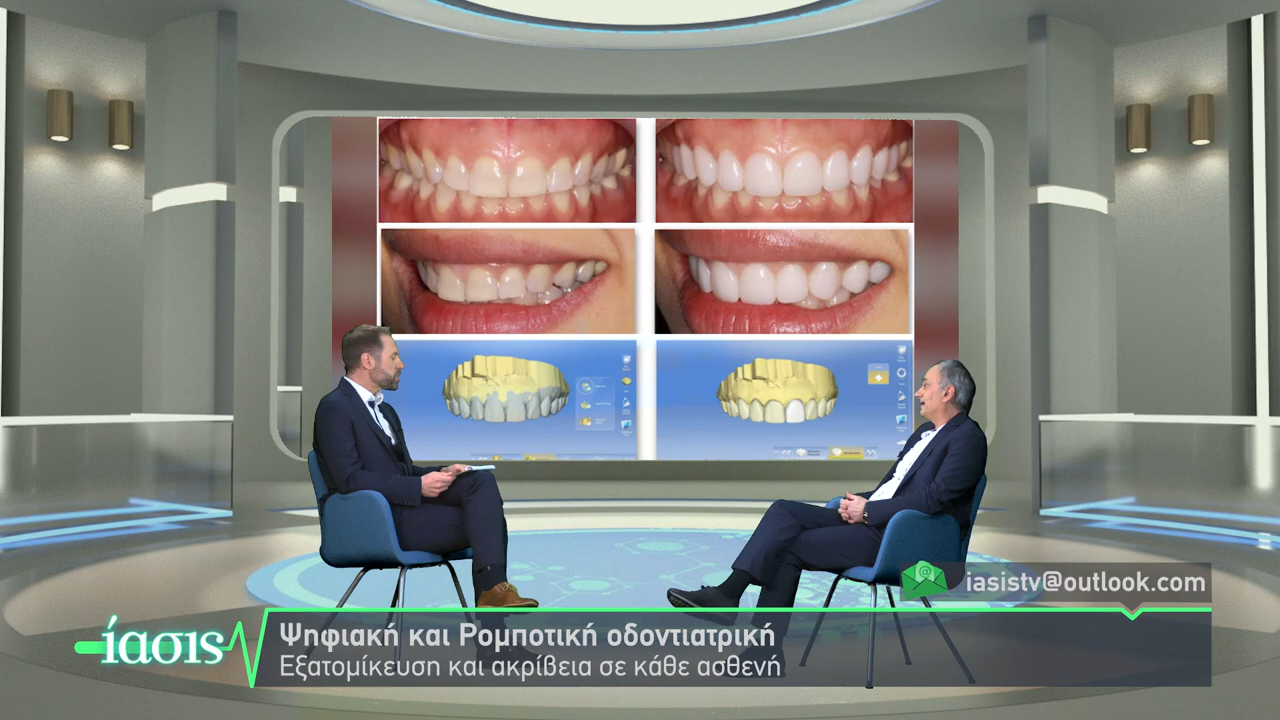 iasistv@outlook.com
ίασις
Ψηφιακή και Ρομποτική οδοντιατρική
Εξατομίκευση και ακρίβεια σε κάθε ασθενή